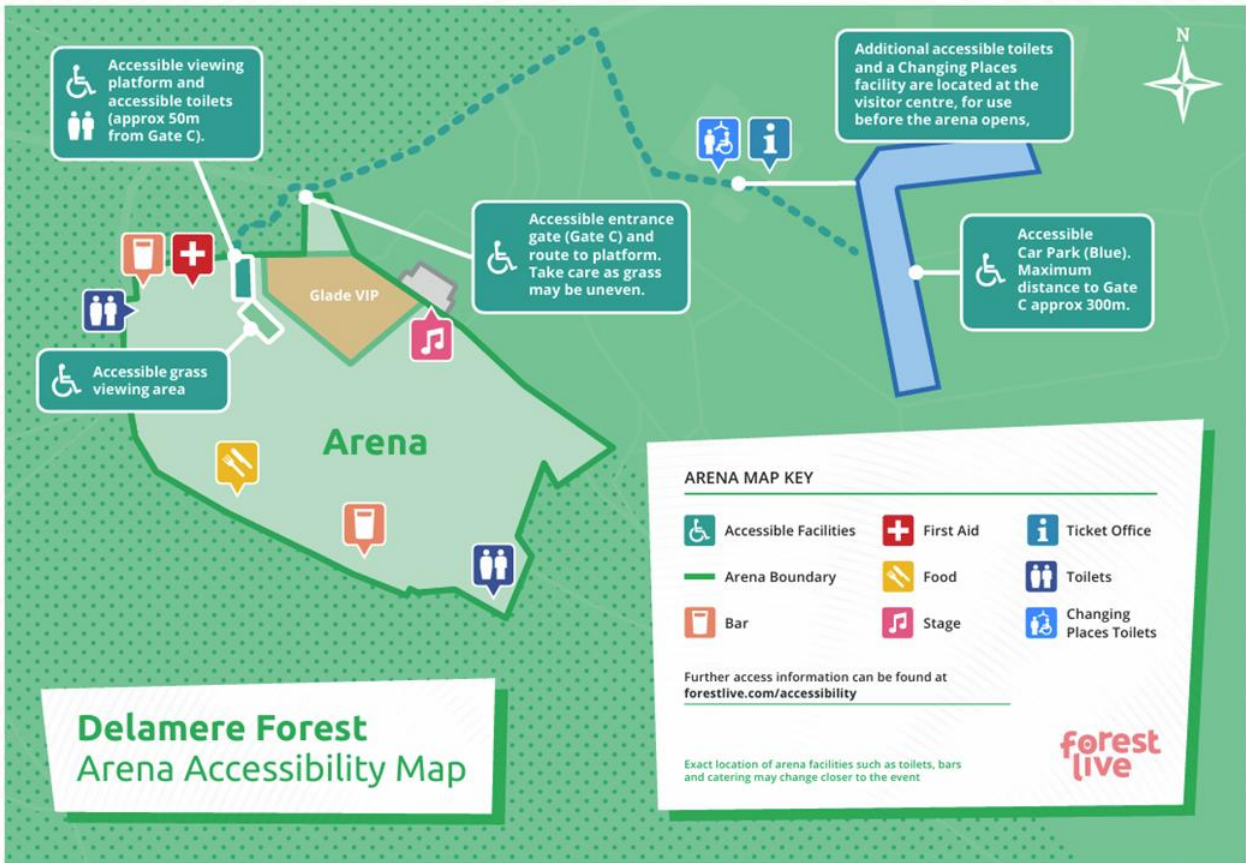 Accessible viewing
platform and
accessible toilets
(approx 50m
from Gate C).
Additional accessible toilets
and a Changing Places
facility are located at the
visitor centre, for use
before the arena opens,
N
Accessible entrance
gate (Gate C) and
route to platform.
Take care as grass
may be uneven.
Accessible
Car Park (Blue).
Maximum
distance to Gate
C approx 300m.
Glade VIP
Accessible grass
viewing area
Arena
ARENA MAP KEY
Accessible Facilities
First Aid
Ticket Office
Arena Boundary
Food
Toilets
Bar
Stage
Changing
Places Toilets
Further access information can be found at
forestlive.com/accessibility
Exact location of arena facilities such as toilets, bars
and catering may change closer to the event
forest
live
Delamere Forest
Arena Accessibility Map